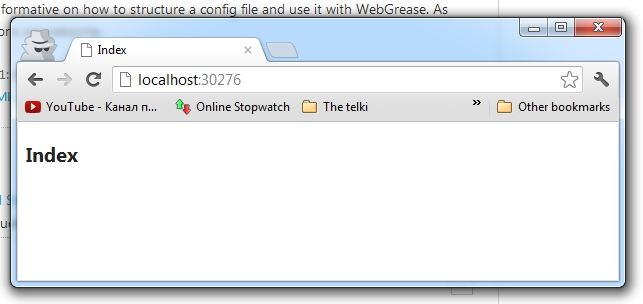 formative on how to structure a config file and use it with WebGrease. As
Index
localhost:30276
YouTube - Канал п... Online Stopwatch The telki » Other bookmarks
Index